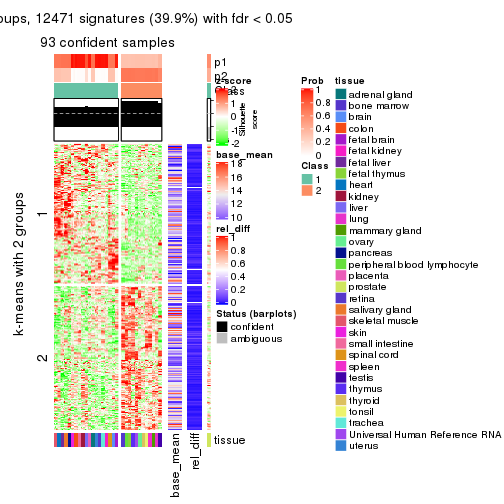 oups, 12471 signatures (39.9%) with fdr < 0.05
93 confident samples
p1
p2
Class
z-score
2
1
0
-1
-2
Silhouette
score
base_mean
18
16
14
12
10
rel_diff
1
0.8
0.6
0.4
0.2
0
Status (barplots)
confident
ambiguous
Prob
1
0.8
0.6
0.4
0.2
0
Class
1
2
tissue
adrenal gland
bone marrow
brain
colon
fetal brain
fetal kidney
fetal liver
fetal thymus
heart
kidney
liver
lung
mammary gland
ovary
pancreas
peripheral blood lymphocyte
placenta
prostate
retina
salivary gland
skeletal muscle
skin
small intestine
spinal cord
spleen
testis
thymus
thyroid
tonsil
trachea
Universal Human Reference RNA
uterus
k-means with 2 groups
1
2
tissue
base_mean
rel_diff